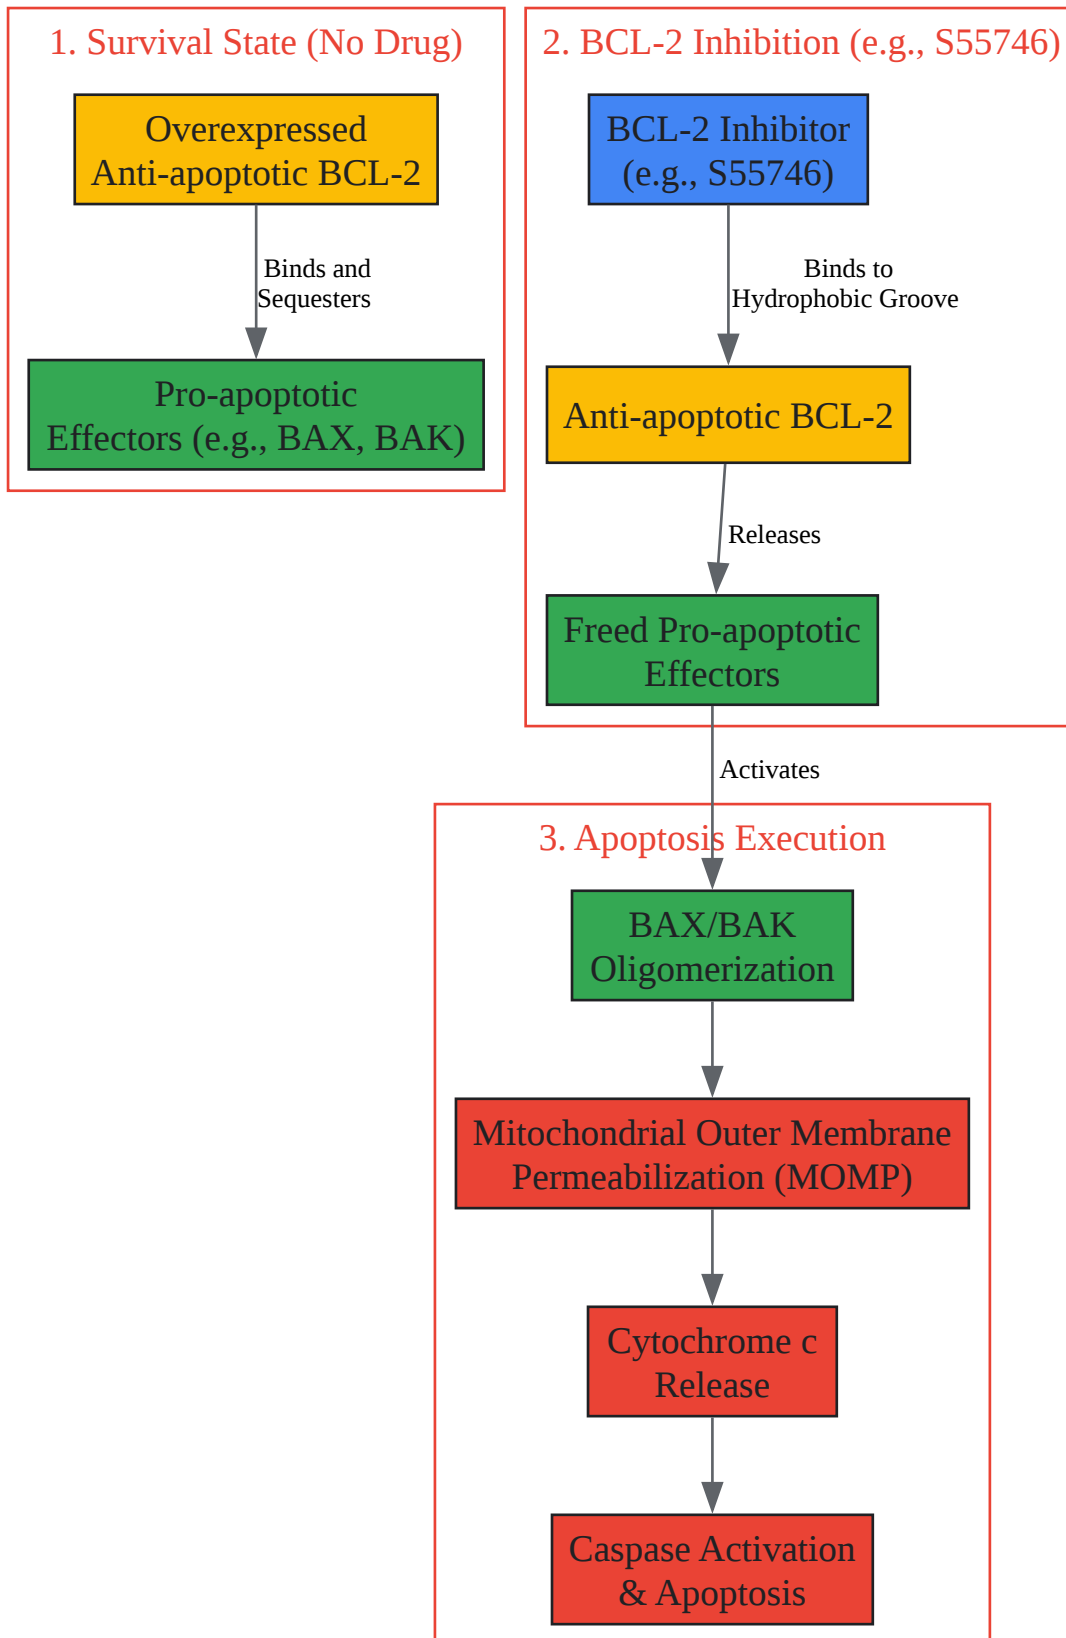 1. Survival State (No Drug)
Overexpressed
Anti-apoptotic BCL-2
Binds and
Sequesters
Pro-apoptotic
Effectors (e.g., BAX, BAK)
2. BCL-2 Inhibition (e.g., S55746)
BCL-2 Inhibitor
(e.g., S55746)
Binds to
Hydrophobic Groove
Anti-apoptotic BCL-2
Releases
Freed Pro-apoptotic
Effectors
Activates
3. Apoptosis Execution
BAX/BAK
Oligomerization
Mitochondrial Outer Membrane
Permeabilization (MOMP)
Cytochrome c
Release
Caspase Activation
& Apoptosis